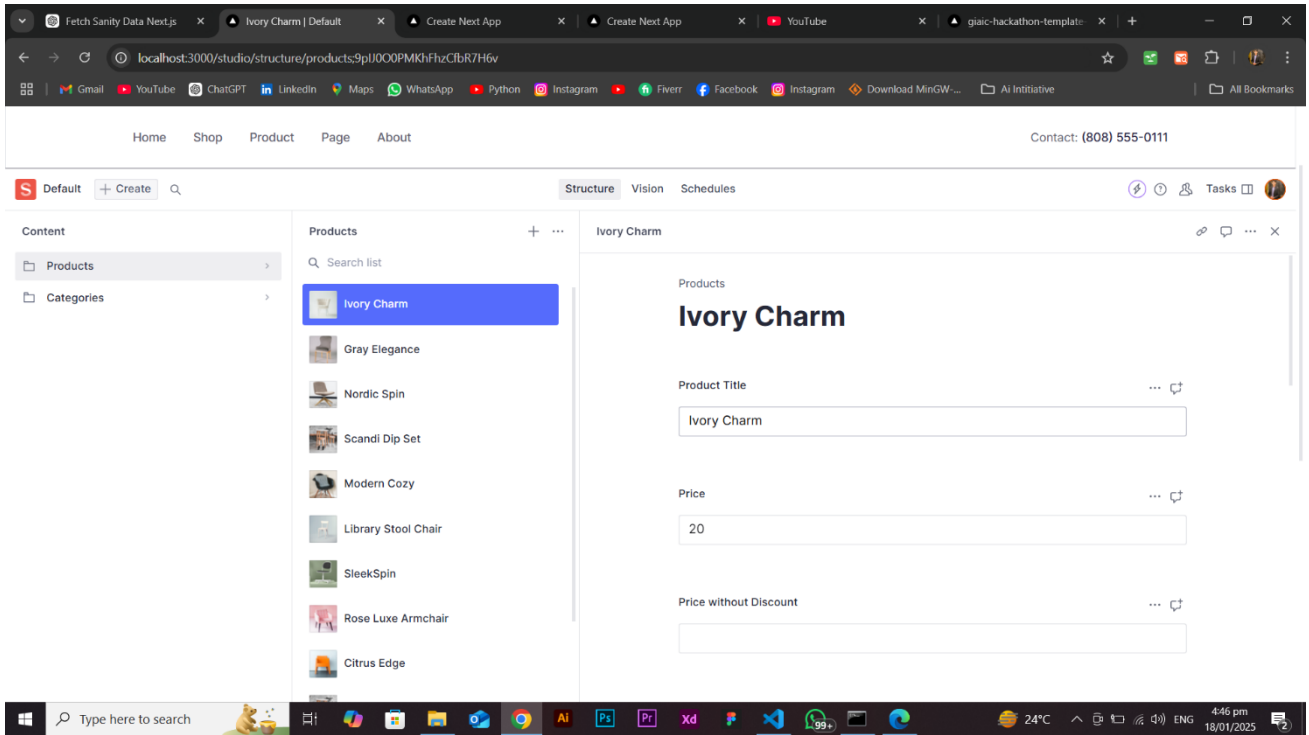 Fetch Sanity Data Next.js
Ivory Charm | Default
Create Next App
Create Next App
YouTube
giaic-hackathon-template-
localhost:3000/studio/structure/products;9pIJ0O0PMKhFhzCfbR7H6v
Gmail YouTube ChatGPT LinkedIn Maps WhatsApp Python Instagram Fiverr Facebook Instagram Download MinGW-... Ai Intitiative All Bookmarks
Home Shop Product Page About Contact: (808) 555-0111
S Default + Create Structure Vision Schedules Tasks
Content
Products
Categories
Products
Search list
Ivory Charm
Gray Elegance
Nordic Spin
Scandi Dip Set
Modern Cozy
Library Stool Chair
SleekSpin
Rose Luxe Armchair
Citrus Edge
Ivory Charm
Products
Ivory Charm
Product Title
Ivory Charm
Price
20
Price without Discount
Type here to search
Ai Ps Pr Xd 99+
24°C ENG
4:46 pm
18/01/2025
2